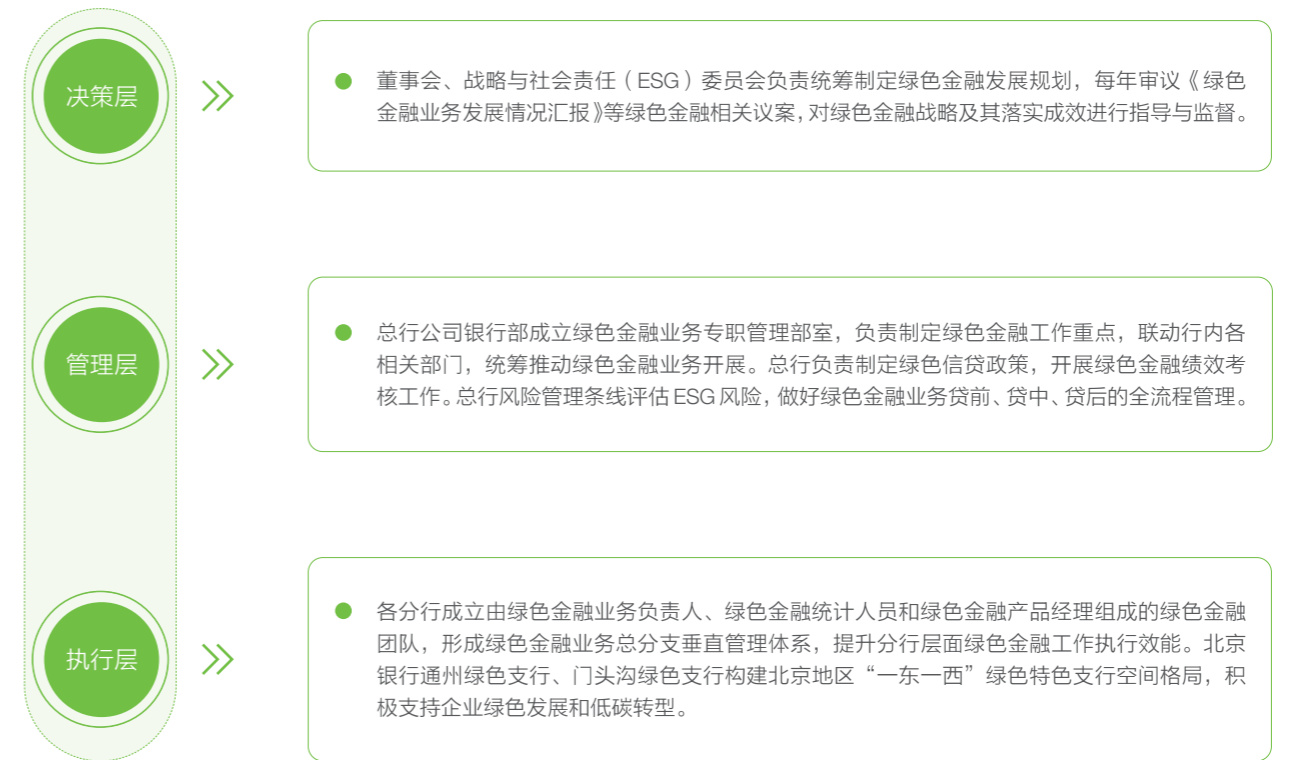 决策层
董事会、战略与社会责任（ESG）委员会负责统筹制定绿色金融发展规划，每年审议《绿色
金融业务发展情况汇报》等绿色金融相关议案，对绿色金融战略及其落实成效进行指导与监督。
管理层
总行公司银行部成立绿色金融业务专职管理部室，负责制定绿色金融工作重点，联动行内各
相关部门，统筹推动绿色金融业务开展。总行负责制定绿色信贷政策，开展绿色金融绩效考
核工作。总行风险管理条线评估ESG风险，做好绿色金融业务贷前、贷中、贷后的全流程管理。
执行层
各分行成立由绿色金融业务负责人、绿色金融统计人员和绿色金融产品经理组成的绿色金融
团队，形成绿色金融业务总分支垂直管理体系，提升分行层面绿色金融工作执行效能。北京
银行通州绿色支行、门头沟绿色支行构建北京地区“一东一西”绿色特色支行空间格局，积
极支持企业绿色发展和低碳转型。